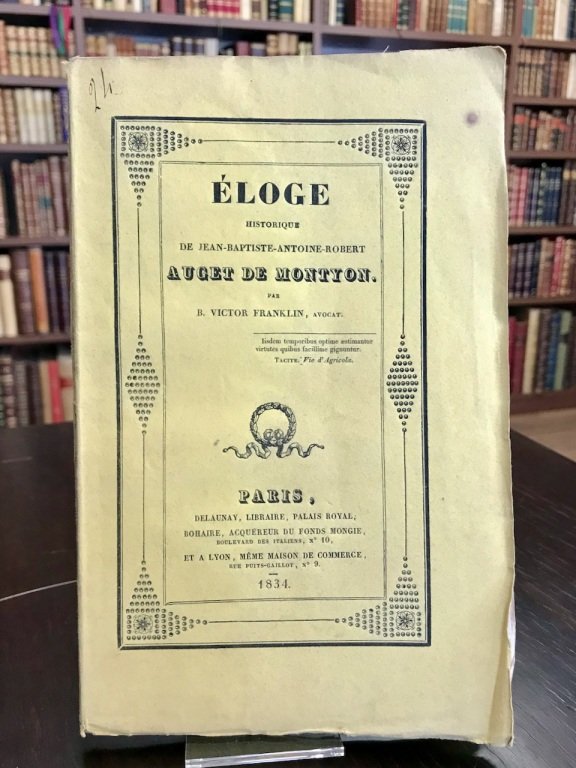 24.
ÉLOGE
HISTORIQUE
DE JEAN-BAPTISTE-ANTOINE-ROBERT
AUGET DE MONTYON.
PAR
B. VICTOR FRANKLIN, AVOCAT.
Iisdem temporibus optime æstimantur
virtutes quibus facillime gignuntur.
TACITE. Vie d'Agricola.
PARIS,
DELAUNAY, LIBRAIRE, PALAIS ROYAL;
BOHAIRE, ACQUÉREUR DU FONDS MONGIE,
BOULEVARD DES ITALIENS, N° 10,
ET A LYON, MÊME MAISON DE COMMERCE,
RUE PUITS-GAILLOT, N° 9.
1834.